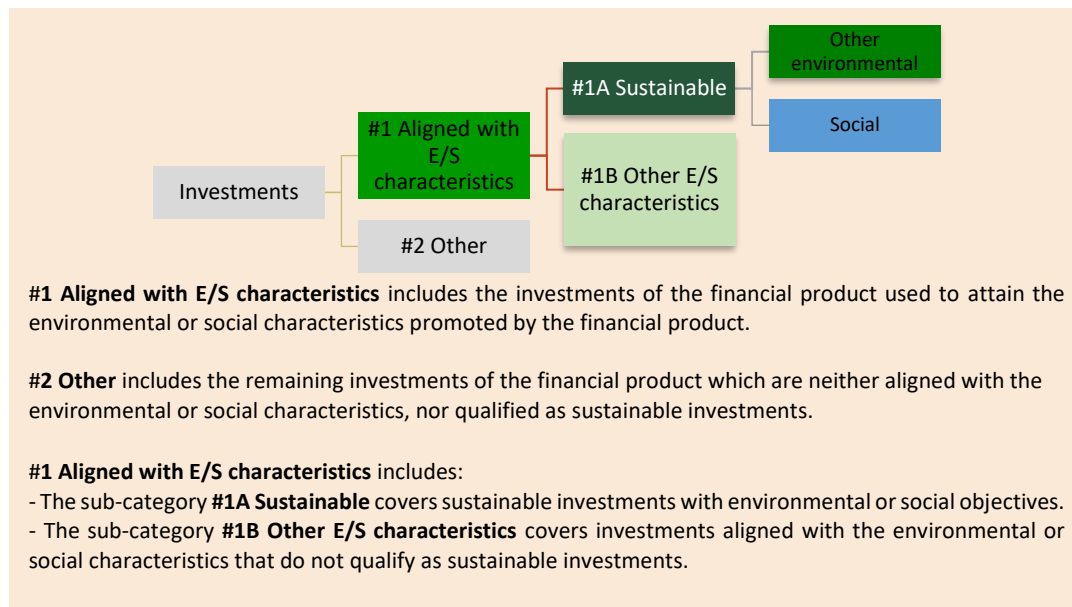 Other
environmental
#1A Sustainable
#1 Aligned with
E/S
characteristics
Social
#1B Other E/S
characteristics
Investments
#2 Other
#1 Aligned with E/S characteristics includes the investments of the financial product used to attain the
environmental or social characteristics promoted by the financial product.
#2 Other includes the remaining investments of the financial product which are neither aligned with the
environmental or social characteristics, nor qualified as sustainable investments.
#1 Aligned with E/S characteristics includes:
- The sub-category #1A Sustainable covers sustainable investments with environmental or social objectives.
- The sub-category #1B Other E/S characteristics covers investments aligned with the environmental or
social characteristics that do not qualify as sustainable investments.